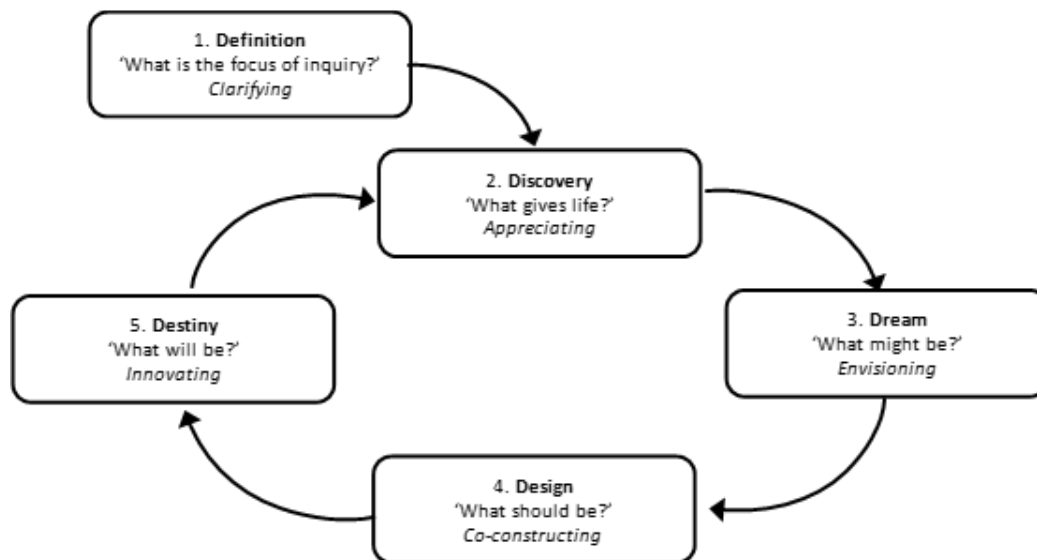 1. Definition
‘What is the focus of inquiry?’
Clarifying
2. Discovery
‘What gives life?’
Appreciating
3. Dream
‘What might be?’
Envisioning
4. Design
‘What should be?’
Co-constructing
5. Destiny
‘What will be?’
Innovating